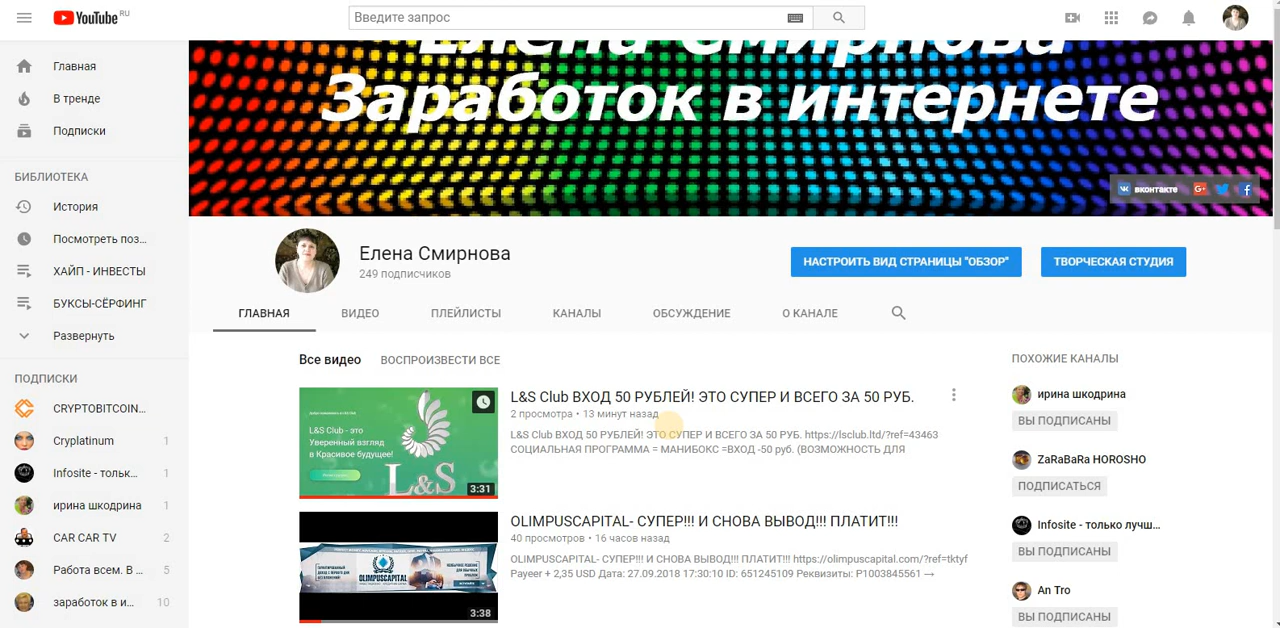 YouTube RU
Введите запрос
Елена Смирнова
Заработок в интернете
вконтакте
Главная
В тренде
Подписки
БИБЛИОТЕКА
История
Посмотреть поз...
ХАЙП - ИНВЕСТЫ
БУКСЫ-СЁРФИНГ
Развернуть
ПОДПИСКИ
CRYPTOBITCOIN...
Cryplatinum 1
Infosite - тольк... 1
ирина шкодрина 1
CAR CAR TV 2
Работа всем. В ... 5
заработок в и... 10
Елена Смирнова
249 подписчиков
НАСТРОИТЬ ВИД СТРАНИЦЫ "ОБЗОР"
ТВОРЧЕСКАЯ СТУДИЯ
ГЛАВНАЯ ВИДЕО ПЛЕЙЛИСТЫ КАНАЛЫ ОБСУЖДЕНИЕ О КАНАЛЕ
Все видео ВОСПРОИЗВЕСТИ ВСЕ
L&S Club - это
Уверенный взгляд
в Красивое будущее!
L&S
3:31
L&S Club ВХОД 50 РУБЛЕЙ! ЭТО СУПЕР И ВСЕГО ЗА 50 РУБ.
2 просмотра • 13 минут назад
L&S Club ВХОД 50 РУБЛЕЙ! ЭТО СУПЕР И ВСЕГО ЗА 50 РУБ. https://lsclub.ltd/?ref=43463
СОЦИАЛЬНАЯ ПРОГРАММА = МАНИБОКС =ВХОД -50 руб. (ВОЗМОЖНОСТЬ ДЛЯ
OLIMPUSCAPITAL
3:38
OLIMPUSCAPITAL- СУПЕР!!! И СНОВА ВЫВОД!!! ПЛАТИТ!!!
40 просмотров • 16 часов назад
OLIMPUSCAPITAL- СУПЕР!!! И СНОВА ВЫВОД!!! ПЛАТИТ!!! https://olimpuscapital.com/?ref=tktyf
Payeer + 2,35 USD Дата: 27.09.2018 17:30:10 ID: 651245109 Реквизиты: P1003845561 →
ПОХОЖИЕ КАНАЛЫ
ирина шкодрина
ВЫ ПОДПИСАНЫ
ZaRaBaRa HOROSHO
ПОДПИСАТЬСЯ
Infosite - только лучш...
ВЫ ПОДПИСАНЫ
An Tro
ВЫ ПОДПИСАНЫ